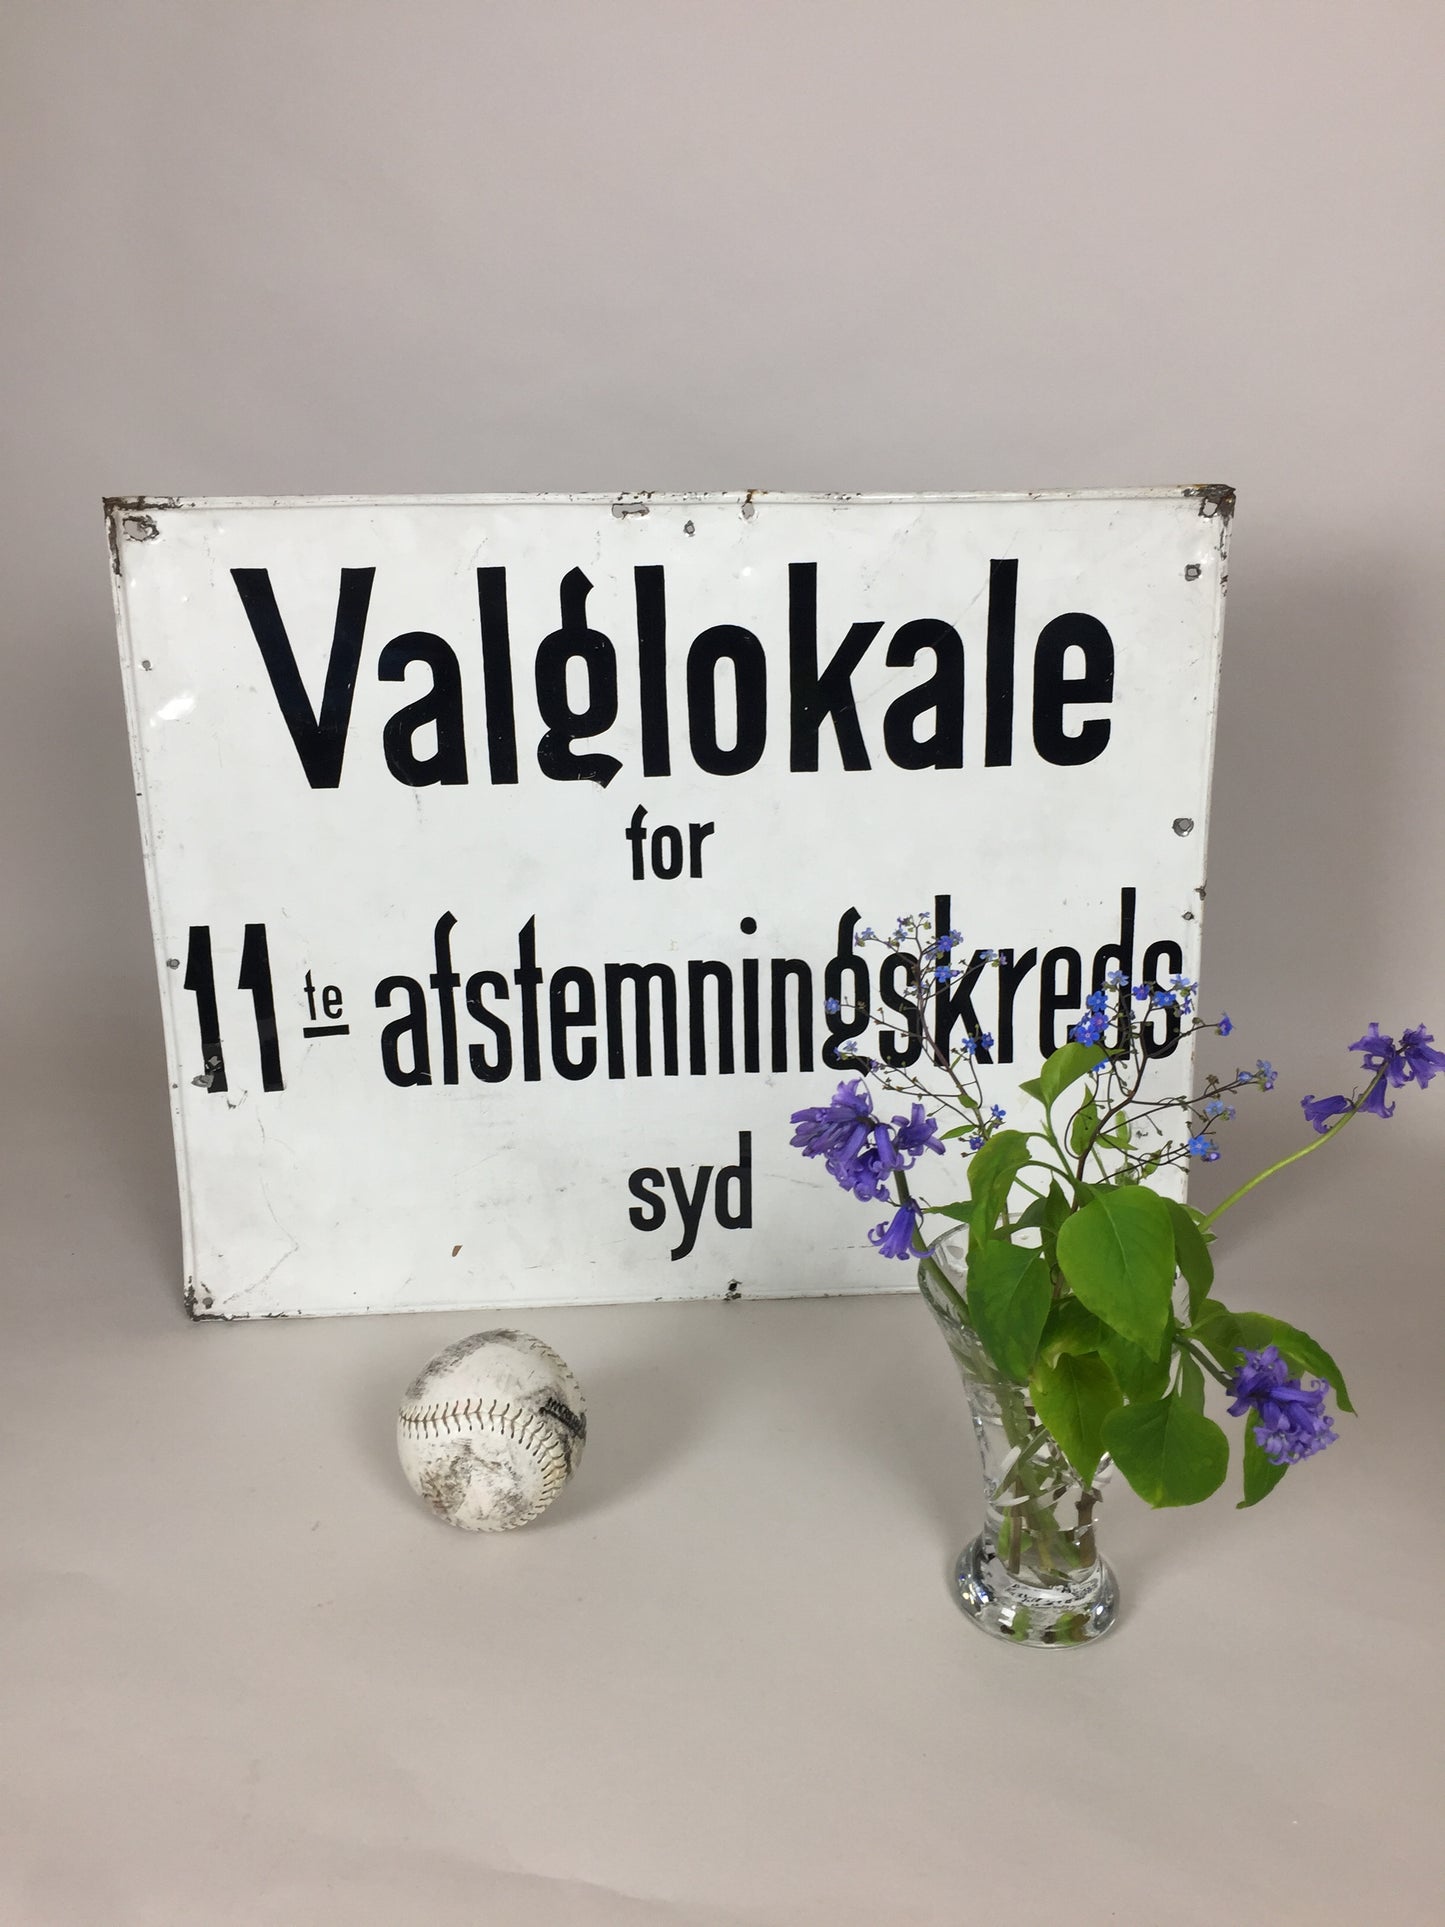 Valglokale
for
11te afstemningskreds
syd